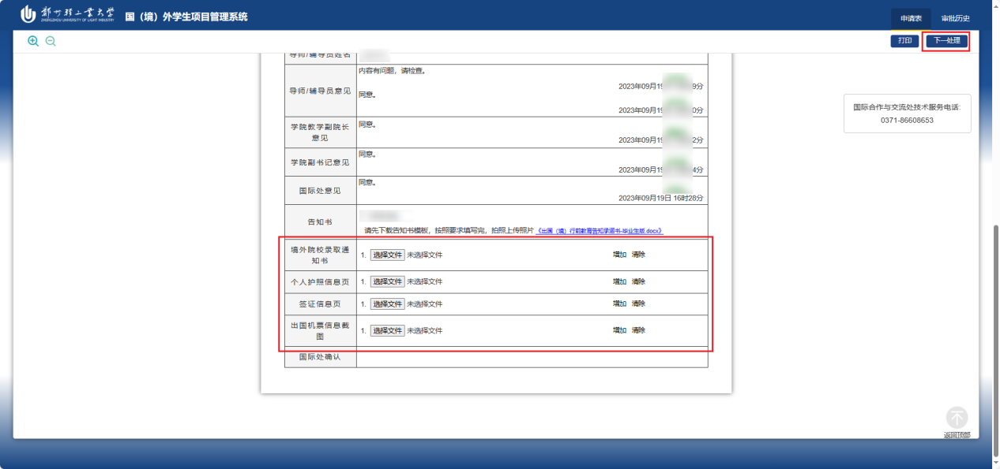 郑州轻工业大学
ZHENGZHOU UNIVERSITY OF LIGHT INDUSTRY
国（境）外学生项目管理系统
申请表 审批历史
打印 下一处理
导师/辅导员姓名
导师/辅导员意见
内容有问题，请检查。
2023年09月19 9分
同意。
2023年09月19 0分
学院教学副院长意见
同意。
2023年09月19 2分
学院副书记意见
同意。
2023年09月19 4分
国际处意见
同意。
2023年09月19日 16时28分
告知书
请先下载告知书模板，按照要求填写完，拍照上传照片 《出国（境）行前教育告知承诺书-毕业生版.docx》
境外院校录取通知书
1. 选择文件 未选择文件 增加 清除
个人护照信息页
1. 选择文件 未选择文件 增加 清除
签证信息页
1. 选择文件 未选择文件 增加 清除
出国机票信息截图
1. 选择文件 未选择文件 增加 清除
国际处确认
国际合作与交流处技术服务电话:
0371-86608653
返回顶部